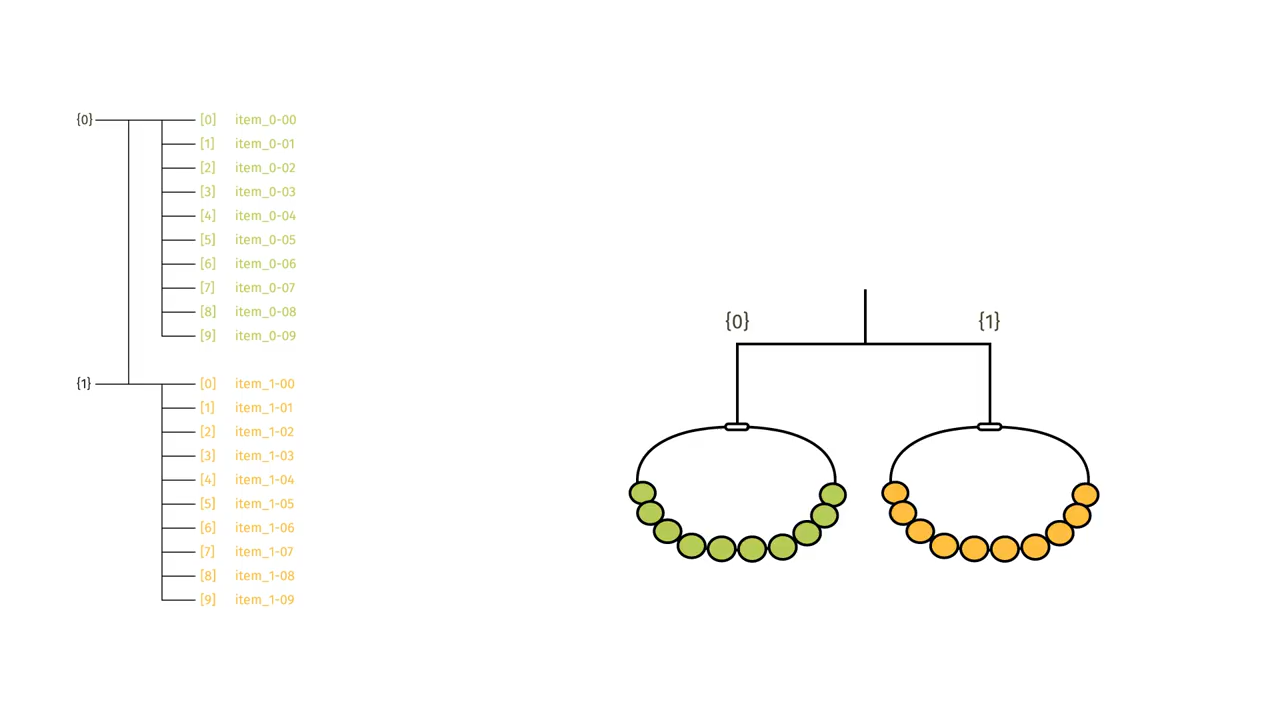 {0} [0] item_0-00
[1] item_0-01
[2] item_0-02
[3] item_0-03
[4] item_0-04
[5] item_0-05
[6] item_0-06
[7] item_0-07
[8] item_0-08
[9] item_0-09
{1} [0] item_1-00
[1] item_1-01
[2] item_1-02
[3] item_1-03
[4] item_1-04
[5] item_1-05
[6] item_1-06
[7] item_1-07
[8] item_1-08
[9] item_1-09
{0} {1}